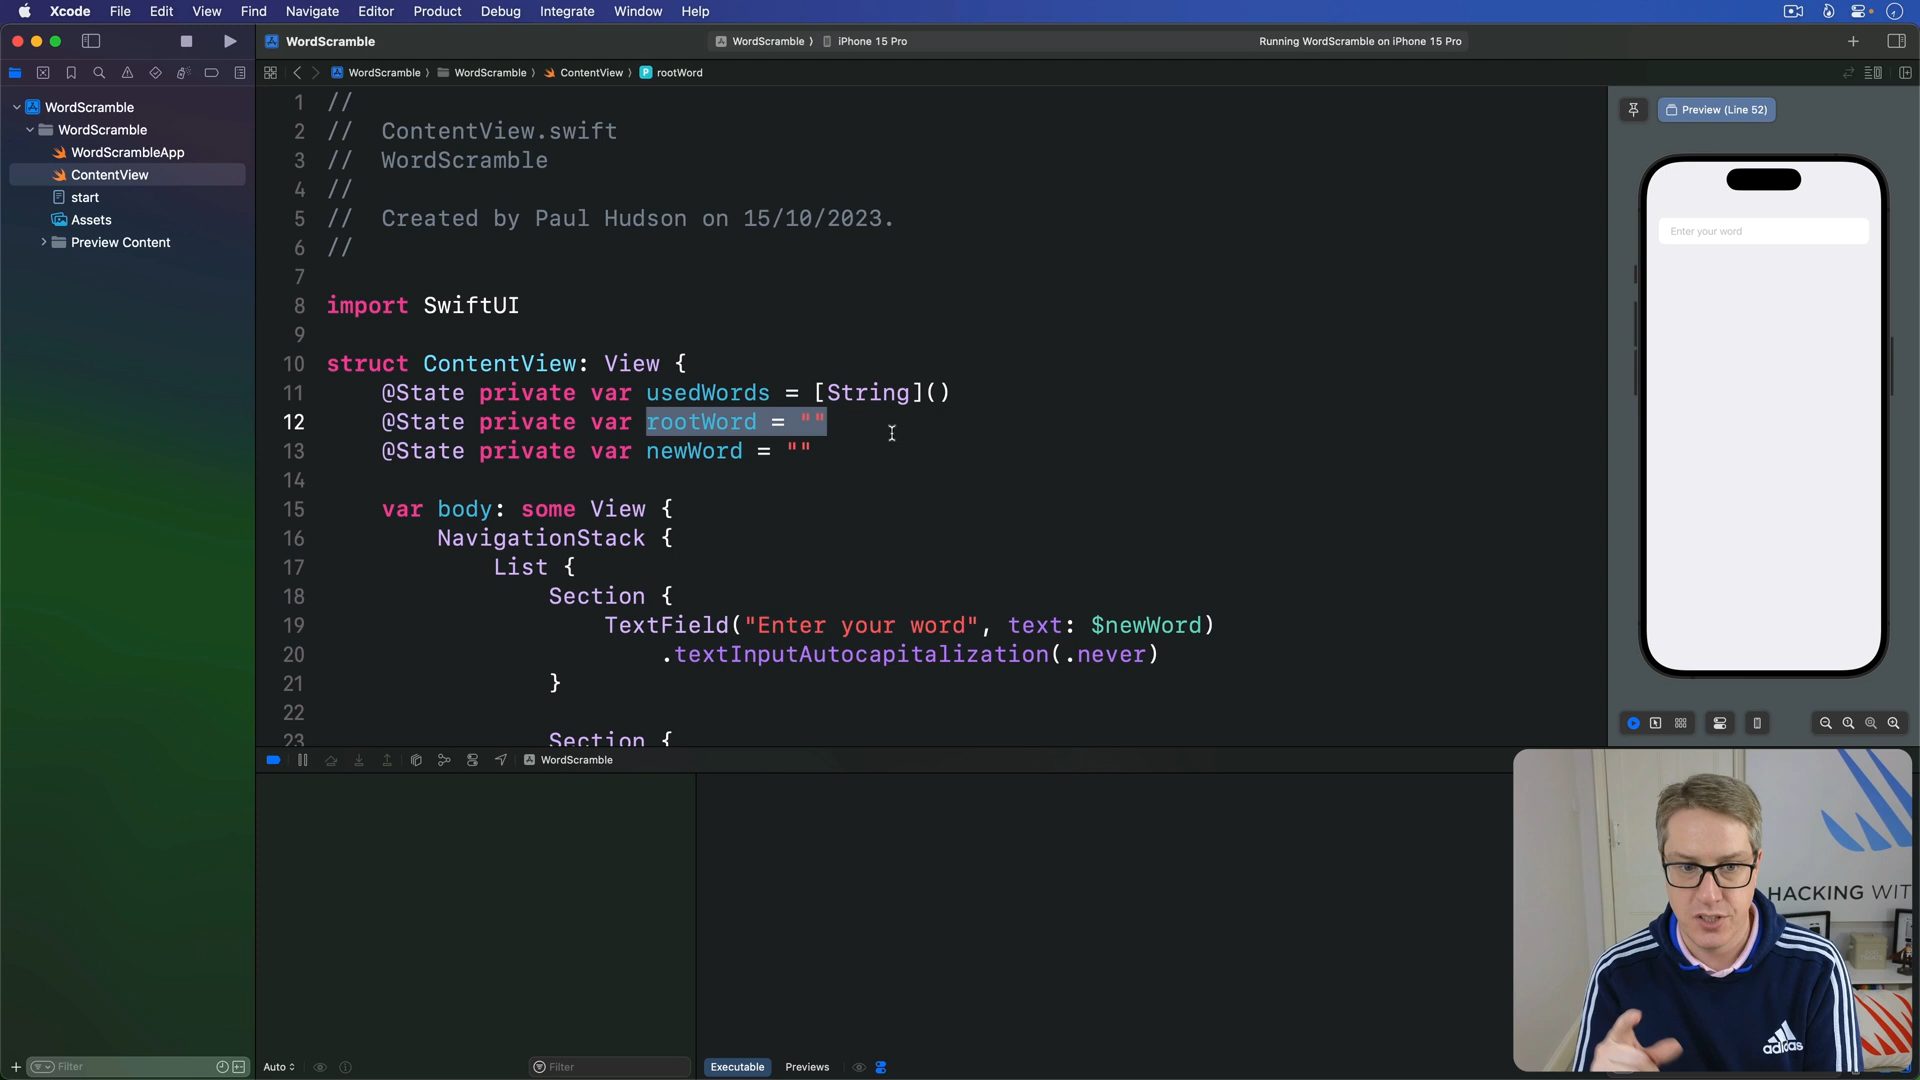 Xcode File Edit View Find Navigate Editor Product Debug Integrate Window Help
WordScramble
WordScramble ⟩ iPhone 15 Pro
Running WordScramble on iPhone 15 Pro
WordScramble ⟩ WordScramble ⟩ ContentView ⟩ P rootWord
WordScramble
WordScramble
WordScrambleApp
ContentView
start
Assets
Preview Content
1 //
2 // ContentView.swift
3 // WordScramble
4 //
5 // Created by Paul Hudson on 15/10/2023.
6 //
7
8 import SwiftUI
9
10 struct ContentView: View {
11 @State private var usedWords = [String]()
12 @State private var rootWord = ""
13 @State private var newWord = ""
14
15 var body: some View {
16 NavigationStack {
17 List {
18 Section {
19 TextField("Enter your word", text: $newWord)
20 .textInputAutocapitalization(.never)
21 }
22
23 Section {
Preview (Line 52)
Enter your word
WordScramble
HACKING WIT
adidas
Filter
Auto
Filter
Executable Previews